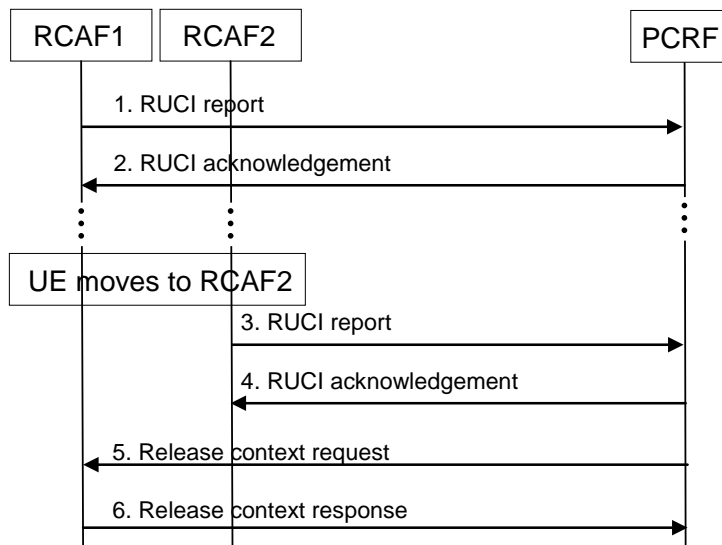 RCAF1
RCAF2
PCRF
1. RUCI report
2. RUCI acknowledgement
UE moves to RCAF2
3. RUCI report
4. RUCI acknowledgement
5. Release context request
6. Release context response